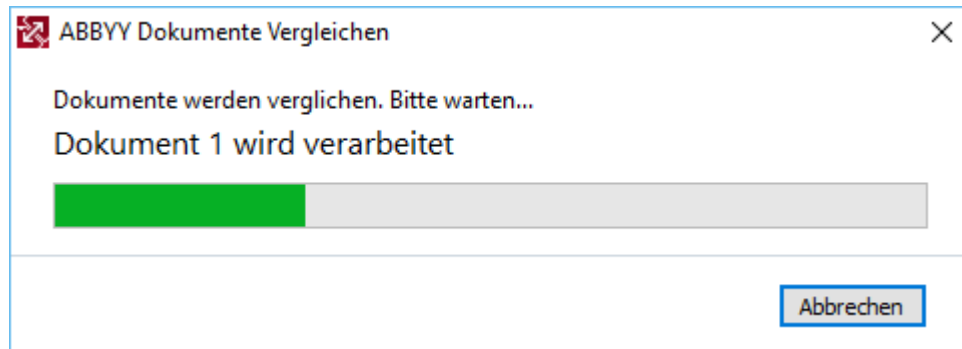 ABBYY Dokumente Vergleichen
Dokumente werden verglichen. Bitte warten...
Dokument 1 wird verarbeitet
Abbrechen